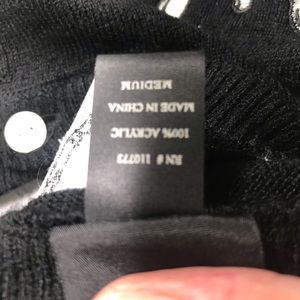 MEDIUM
MADE IN CHINA
100% ACRYLIC
RN # 110773